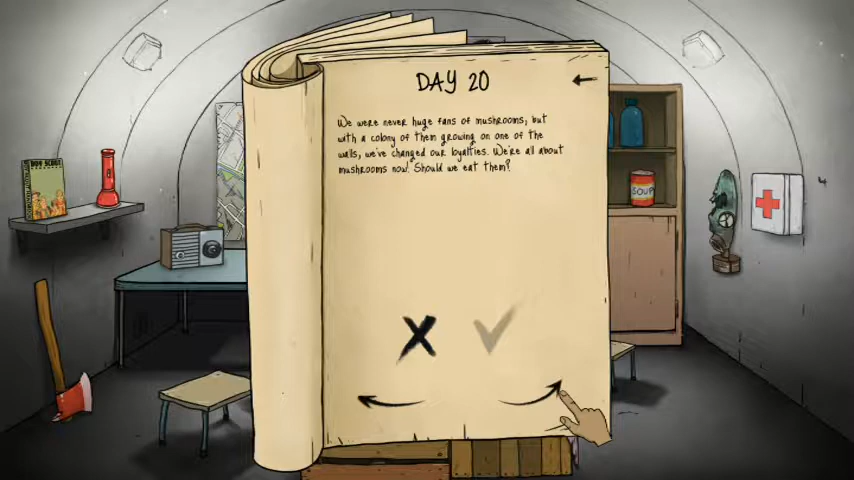 DAY 20
We were never huge fans of mushrooms, but
with a colony of them growing on one of the
walls, we've changed our loyalties. We're all about
mushrooms now. Should we eat them?
BOY SCOUT
SOUP